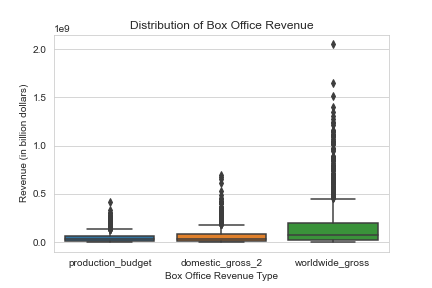 Distribution of Box Office Revenue
1e9
2.0
1.5
1.0
0.5
0.0
Revenue (in billion dollars)
production_budget domestic_gross_2 worldwide_gross
Box Office Revenue Type